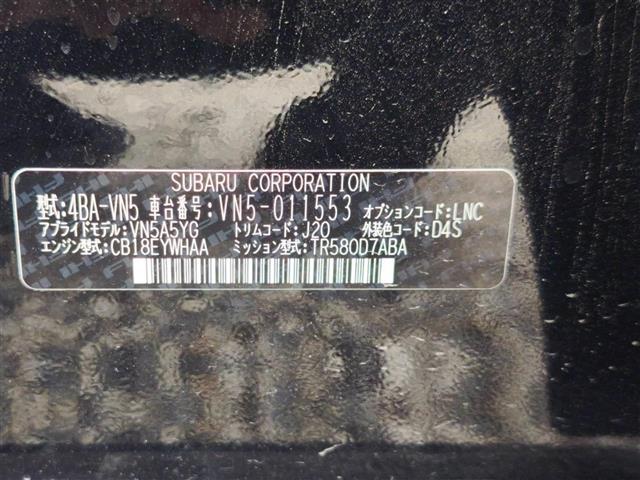 SUBARU CORPORATION
型式:4BA-VN5 車台番号:VN5-011553 オプションコード:LNC
アプライドモデル:VN5A5YG トリムコード:J20 外装色コード:D4S
エンジン型式:CB18EYWHAA ミッション型式:TR580D7ABA